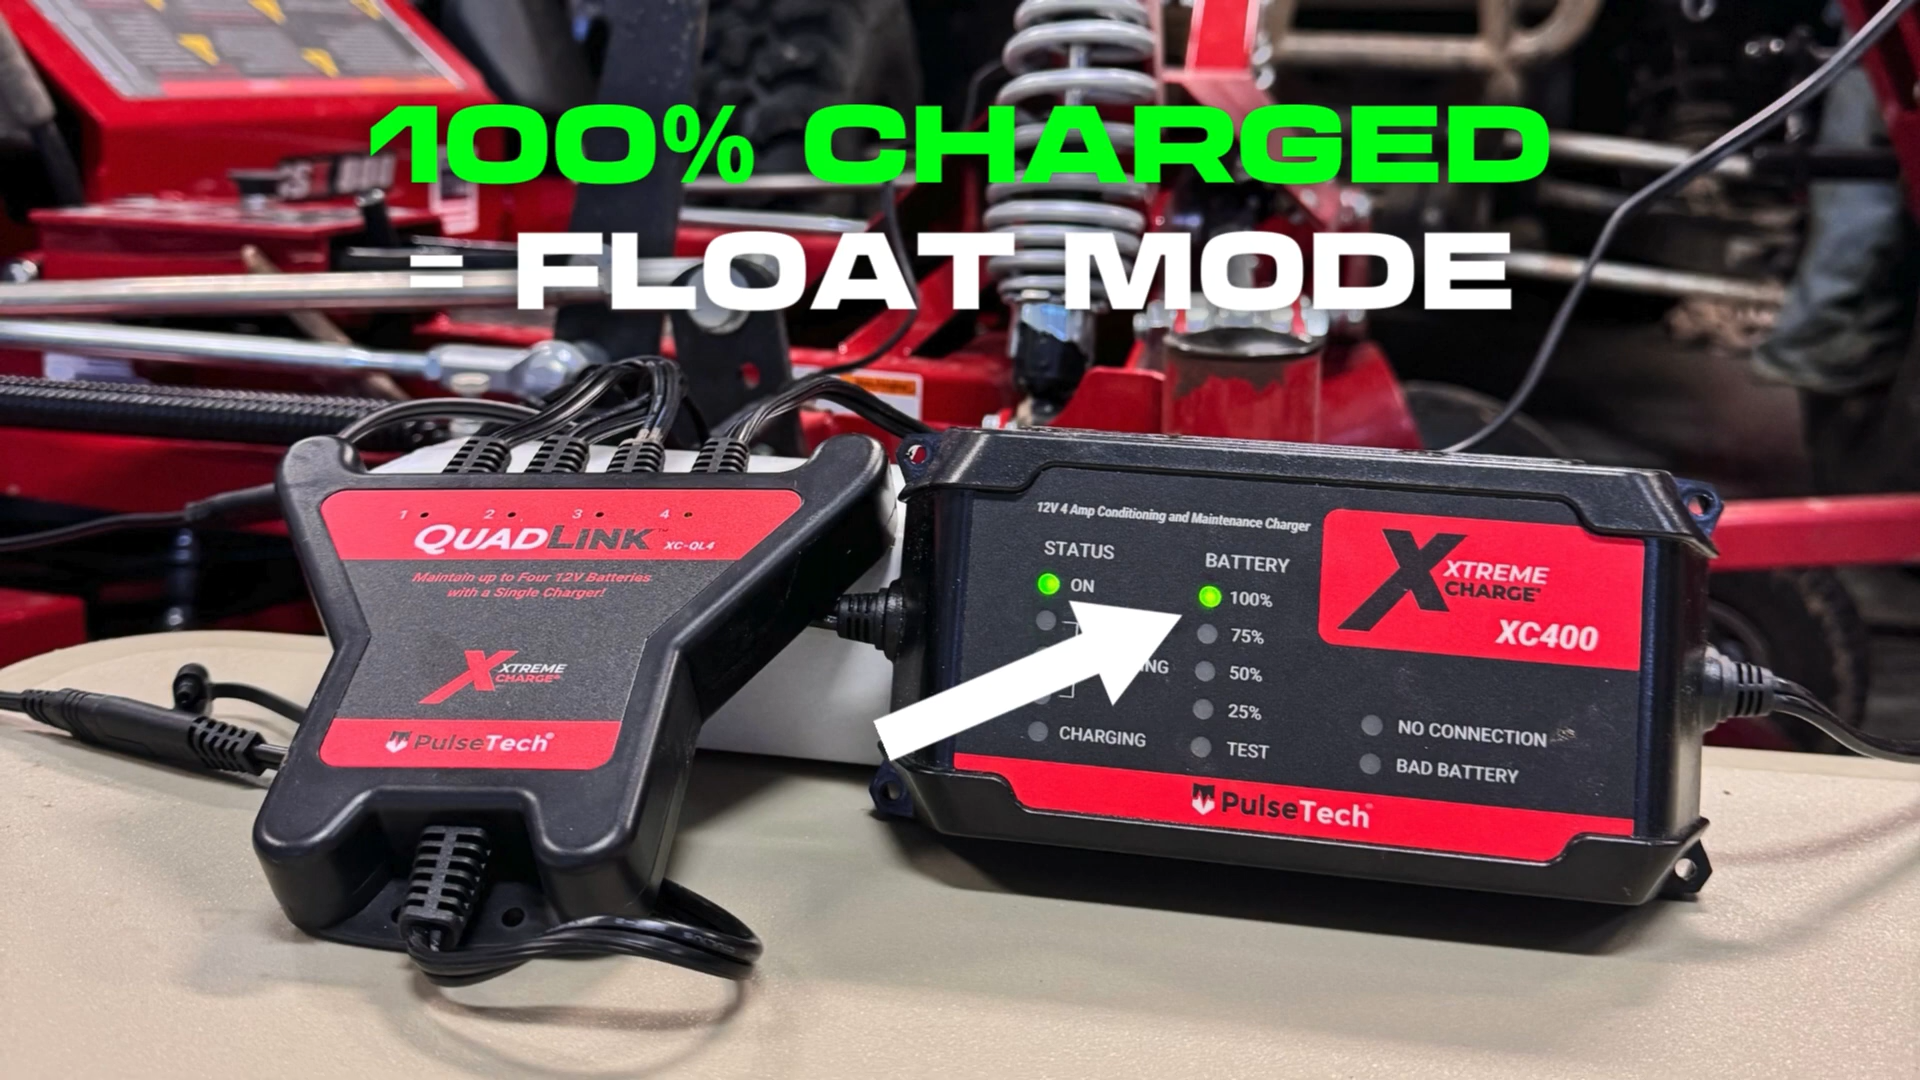 100% CHARGED
= FLOAT MODE
1 2 3 4
QUADLINK™ XC-QL4
Maintain up to Four 12V Batteries
with a Single Charger!
XTREME
CHARGE®
PulseTech®
12V 4 Amp Conditioning and Maintenance Charger
STATUS
ON
CHARGING
BATTERY
100%
75%
50%
25%
TEST
X XTREME
CHARGE®
XC400
NO CONNECTION
BAD BATTERY
PulseTech®